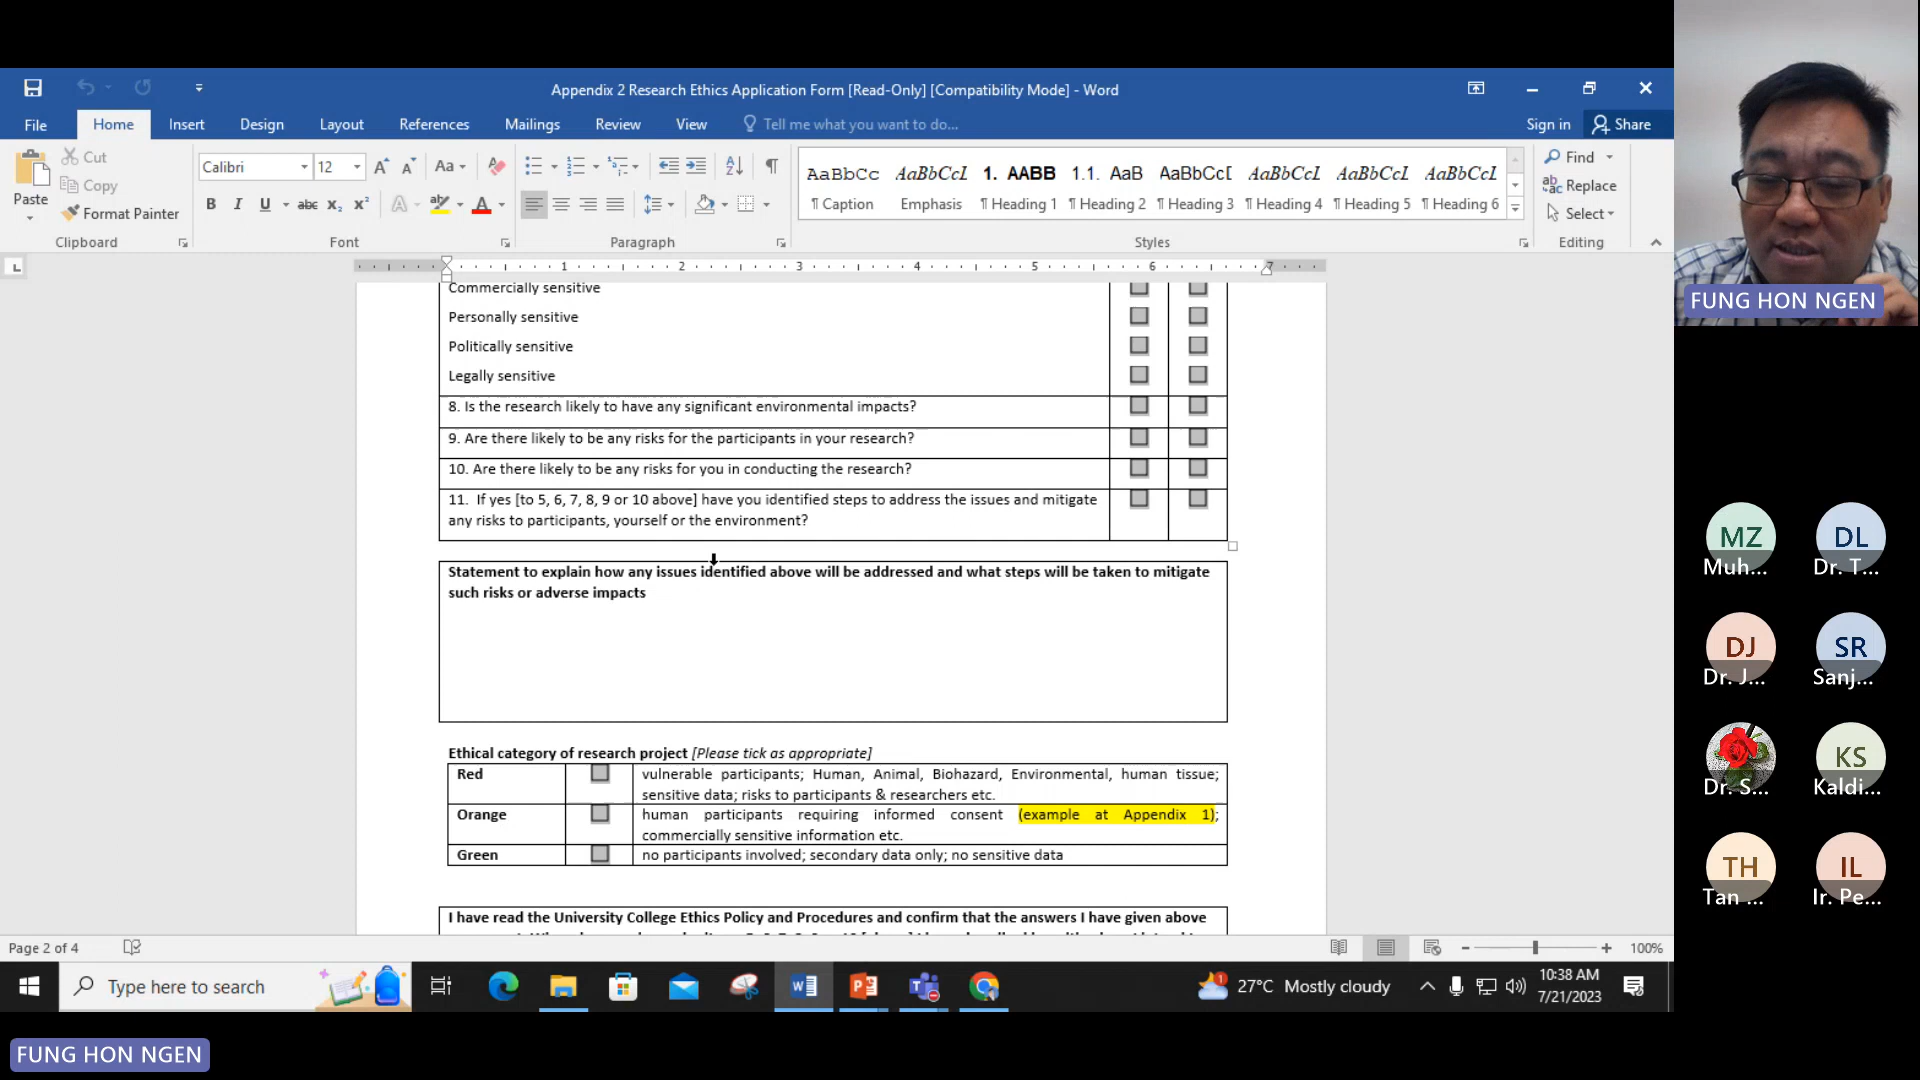 Appendix 2 Research Ethics Application Form [Read-Only] [Compatibility Mode] - Word
File Home Insert Design Layout References Mailings Review View Tell me what you want to do... Sign in Share
Paste Cut Copy Format Painter
Calibri 12
AaBbCc AaBbCcL 1. AABB 1.1. AaB AaBbCcD AaBbCcL AaBbCcL AaBbCcL
¶ Caption Emphasis ¶ Heading 1 ¶ Heading 2 ¶ Heading 3 ¶ Heading 4 ¶ Heading 5 ¶ Heading 6
Find Replace Select
Clipboard Font Paragraph Styles Editing
1 2 3 4 5 6 7
Commercially sensitive
Personally sensitive
Politically sensitive
Legally sensitive
8. Is the research likely to have any significant environmental impacts?
9. Are there likely to be any risks for the participants in your research?
10. Are there likely to be any risks for you in conducting the research?
11. If yes [to 5, 6, 7, 8, 9 or 10 above] have you identified steps to address the issues and mitigate
any risks to participants, yourself or the environment?
Statement to explain how any issues identified above will be addressed and what steps will be taken to mitigate
such risks or adverse impacts
Ethical category of research project [Please tick as appropriate]
Red vulnerable participants; Human, Animal, Biohazard, Environmental, human tissue;
sensitive data; risks to participants & researchers etc.
Orange human participants requiring informed consent (example at Appendix 1);
commercially sensitive information etc.
Green no participants involved; secondary data only; no sensitive data
I have read the University College Ethics Policy and Procedures and confirm that the answers I have given above
Page 2 of 4 100%
Type here to search 27°C Mostly cloudy 10:38 AM
7/21/2023
FUNG HON NGEN
FUNG HON NGEN
MZ DL
Muh... Dr. T...
DJ SR
Dr. J... Sanj...
KS
Dr. S... Kaldi...
TH IL
Tan ... Ir. Pe...